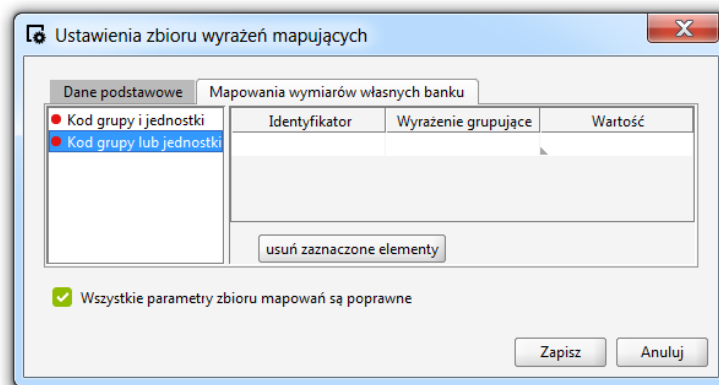 Ustawienia zbioru wyrażeń mapujących
Dane podstawowe Mapowania wymiarów własnych banku
Kod grupy i jednostki Identyfikator Wyrażenie grupujące Wartość
Kod grupy lub jednostki
usuń zaznaczone elementy
Wszystkie parametry zbioru mapowań są poprawne
Zapisz Anuluj